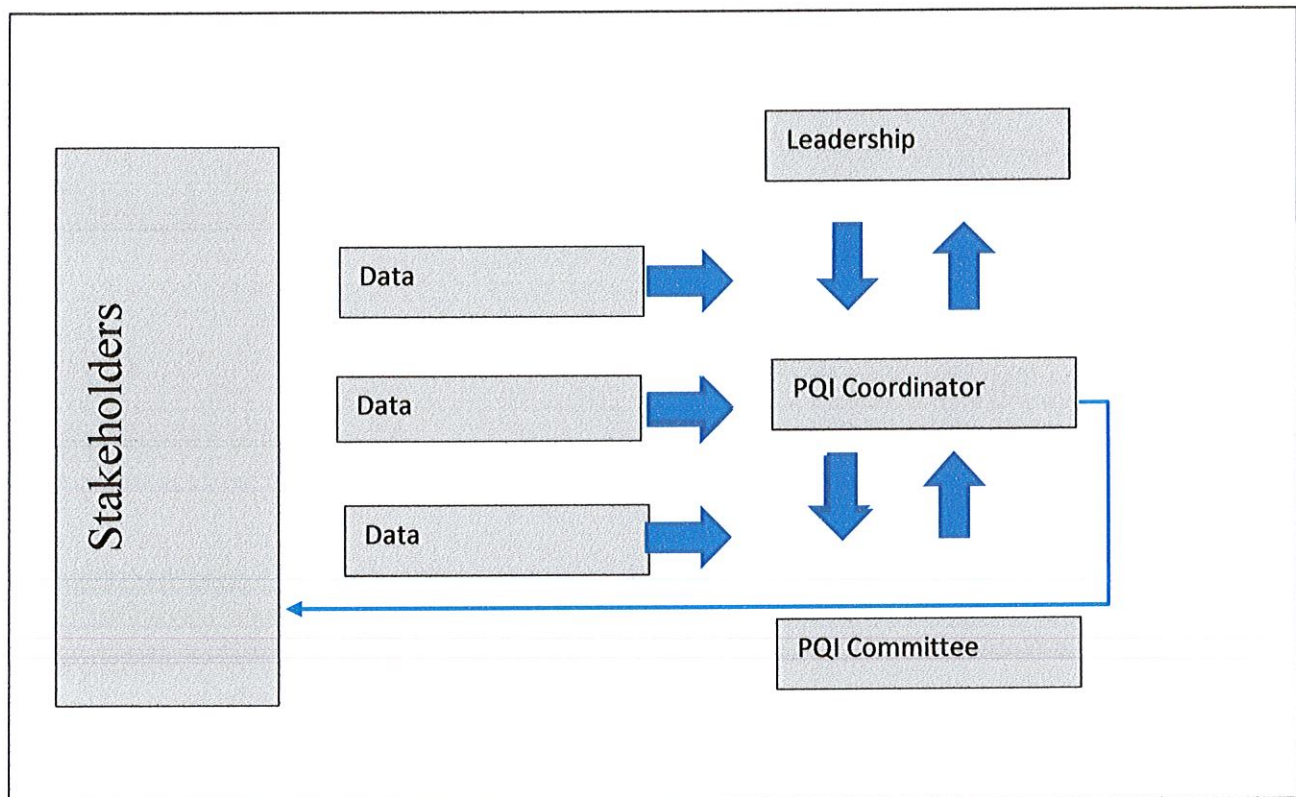 Stakeholders
Leadership
Data
Data
PQI Coordinator
Data
PQI Committee